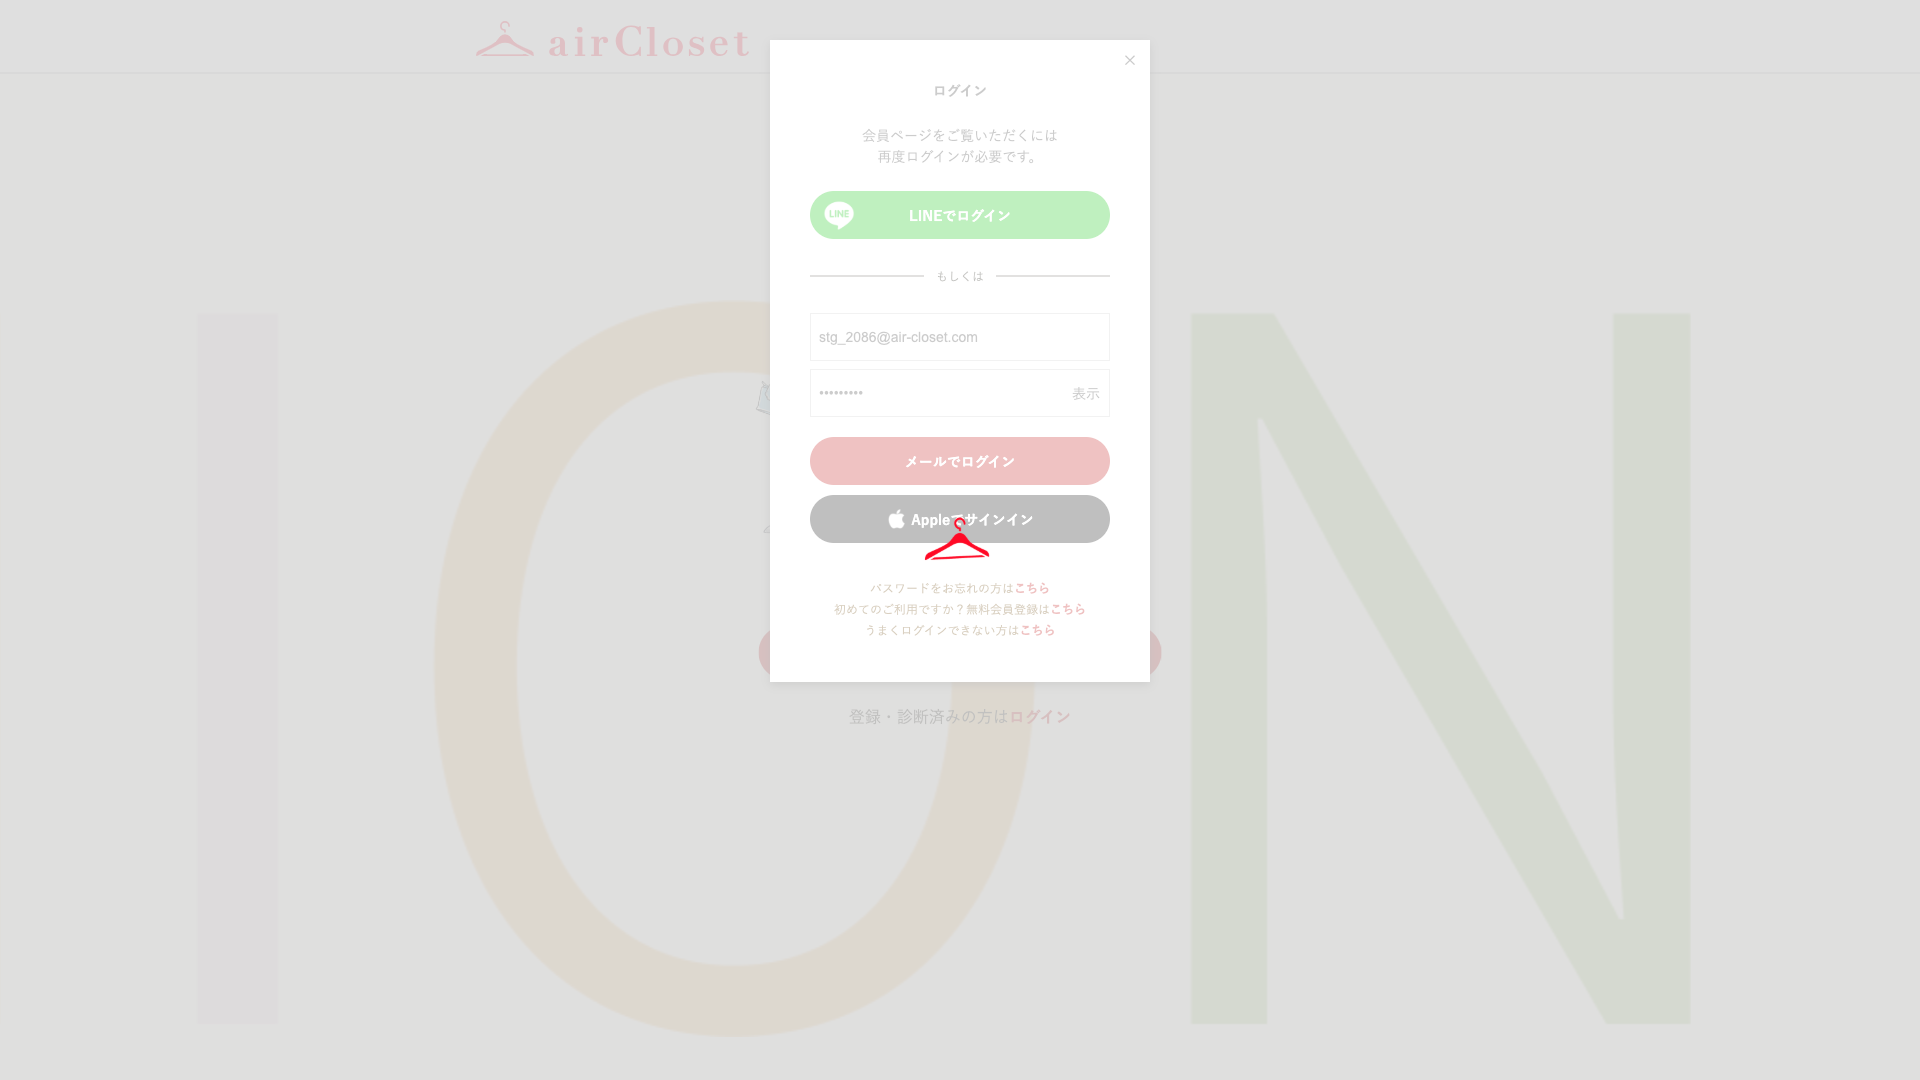 airCloset
ログイン
会員ページをご覧いただくには
再度ログインが必要です。
LINE
LINEでログイン
もしくは
stg_2086@air-closet.com
•••••••••
表示
メールでログイン
Appleでサインイン
パスワードをお忘れの方はこちら
初めてのご利用ですか？無料会員登録はこちら
うまくログインできない方はこちら
登録・診断済みの方はログイン
ION